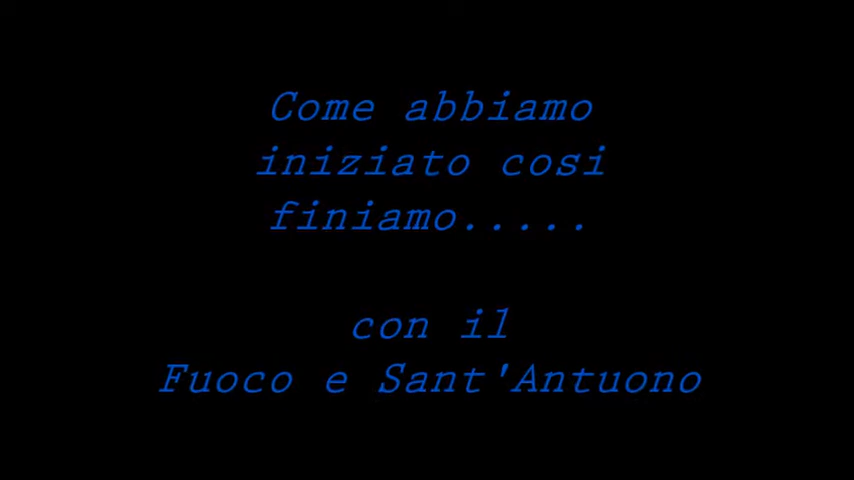 Come abbiamo
iniziato cosi
finiamo.....
con il
Fuoco e Sant'Antuono